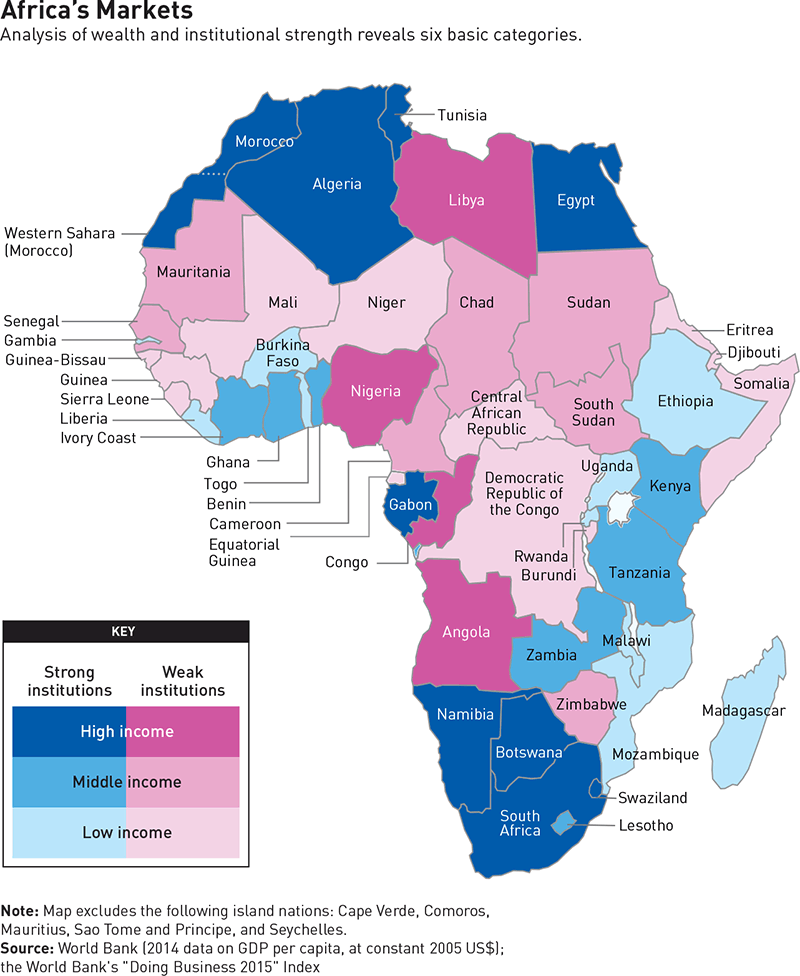 Africa's Markets
Analysis of wealth and institutional strength reveals six basic categories.
Tunisia
Morocco
Algeria
Libya
Egypt
Western Sahara
(Morocco)
Mauritania
Mali
Niger
Chad
Sudan
Senegal
Gambia
Guinea-Bissau
Guinea
Sierra Leone
Liberia
Ivory Coast
Burkina
Faso
Nigeria
Eritrea
Djibouti
Somalia
Ethiopia
Central
African
Republic
South
Sudan
Ghana
Togo
Benin
Cameroon
Equatorial
Guinea
Congo
Gabon
Democratic
Republic of
the Congo
Uganda
Kenya
Rwanda
Burundi
Tanzania
Angola
Zambia
Malawi
Namibia
Zimbabwe
Botswana
Mozambique
Madagascar
South
Africa
Swaziland
Lesotho
KEY
Strong
institutions
Weak
institutions
High income
Middle income
Low income
Note: Map excludes the following island nations: Cape Verde, Comoros,
Mauritius, Sao Tome and Principe, and Seychelles.
Source: World Bank (2014 data on GDP per capita, at constant 2005 US$);
the World Bank's "Doing Business 2015" Index